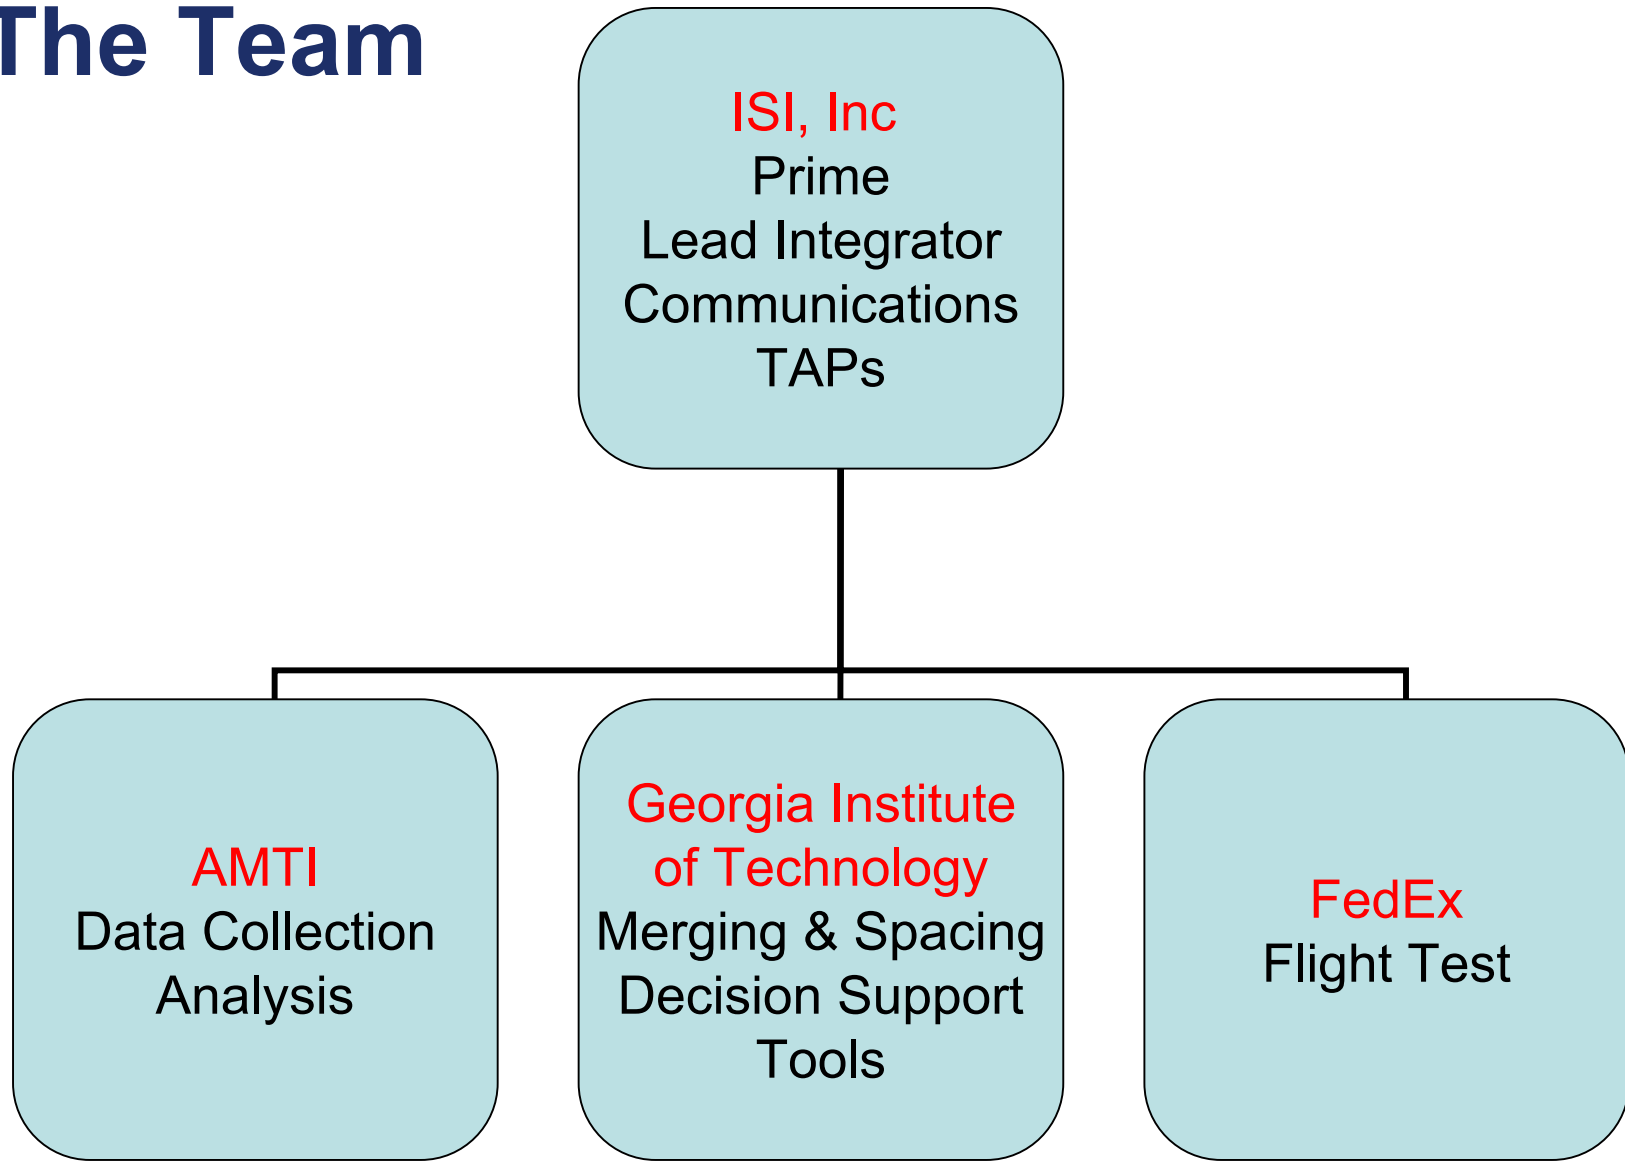 The Team
ISI, Inc
Prime
Lead Integrator
Communications
TAPs
AMTI
Data Collection
Analysis
Georgia Institute
of Technology
Merging & Spacing
Decision Support
Tools
FedEx
Flight Test